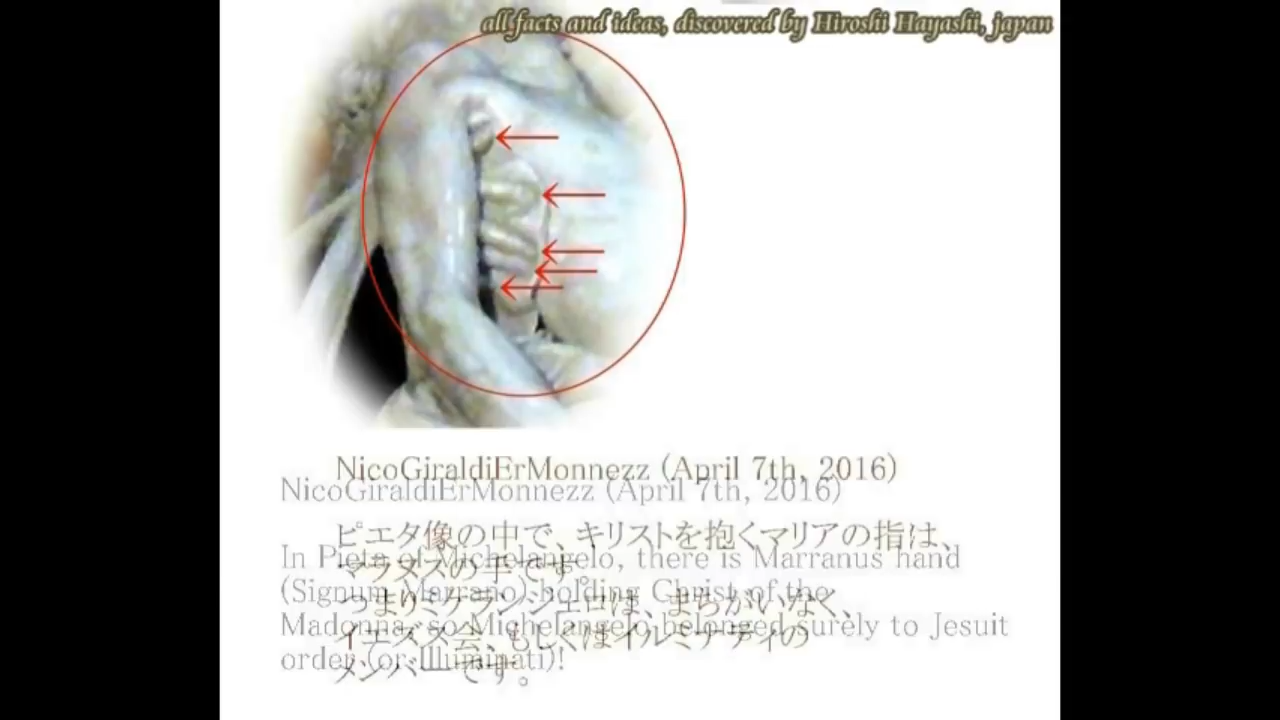 all facts and ideas, discovered by Hiroshii Hayashi, japan
NicoGiraldiErMonnezz (April 7th, 2016)
NicoGiraldiErMonnezz (April 7th, 2016)
ピエタ像の中で、キリストを抱くマリアの指は、
In Pieta of Michelangelo, there is Marranus hand
マラヌスの手です。
(Signum Marrano) holding Christ of the
つまりミケランジェロは、まちがいなく、
Madonna, so Michelangelo belonged surely to Jesuit
イエズス会、もしくはイルミナティの
order (or Illuminati)!
メンバーです。